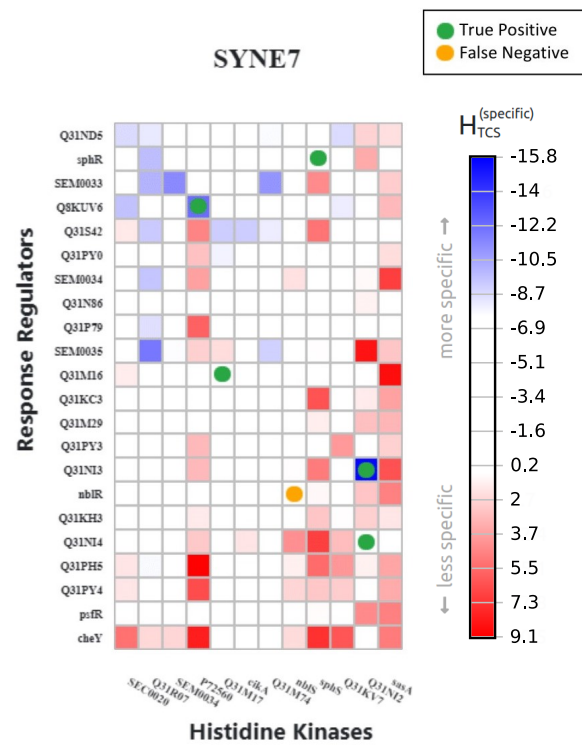 True Positive
False Negative
SYNE7
H(specific)TCS
Q31ND5
sphR
SEM0033
Q8KUV6
Q31S42
Q31PY0
SEM0034
Q31N86
Q31P79
SEM0035
Q31M16
Q31KC3
Q31M29
Q31PY3
Q31NI3
nblR
Q31KH3
Q31NI4
Q31PH5
Q31PY4
psfR
cheY
Response Regulators
-15.8
-14
-12.2
-10.5
-8.7
-6.9
-5.1
-3.4
-1.6
0.2
2
3.7
5.5
7.3
9.1
more specific →
← less specific
SEC0020
Q31R07
SEM0034
P72560
Q31M17
cikA
Q31M74
nblS
sphS
Q31KV7
Q31NI2
sasA
Histidine Kinases